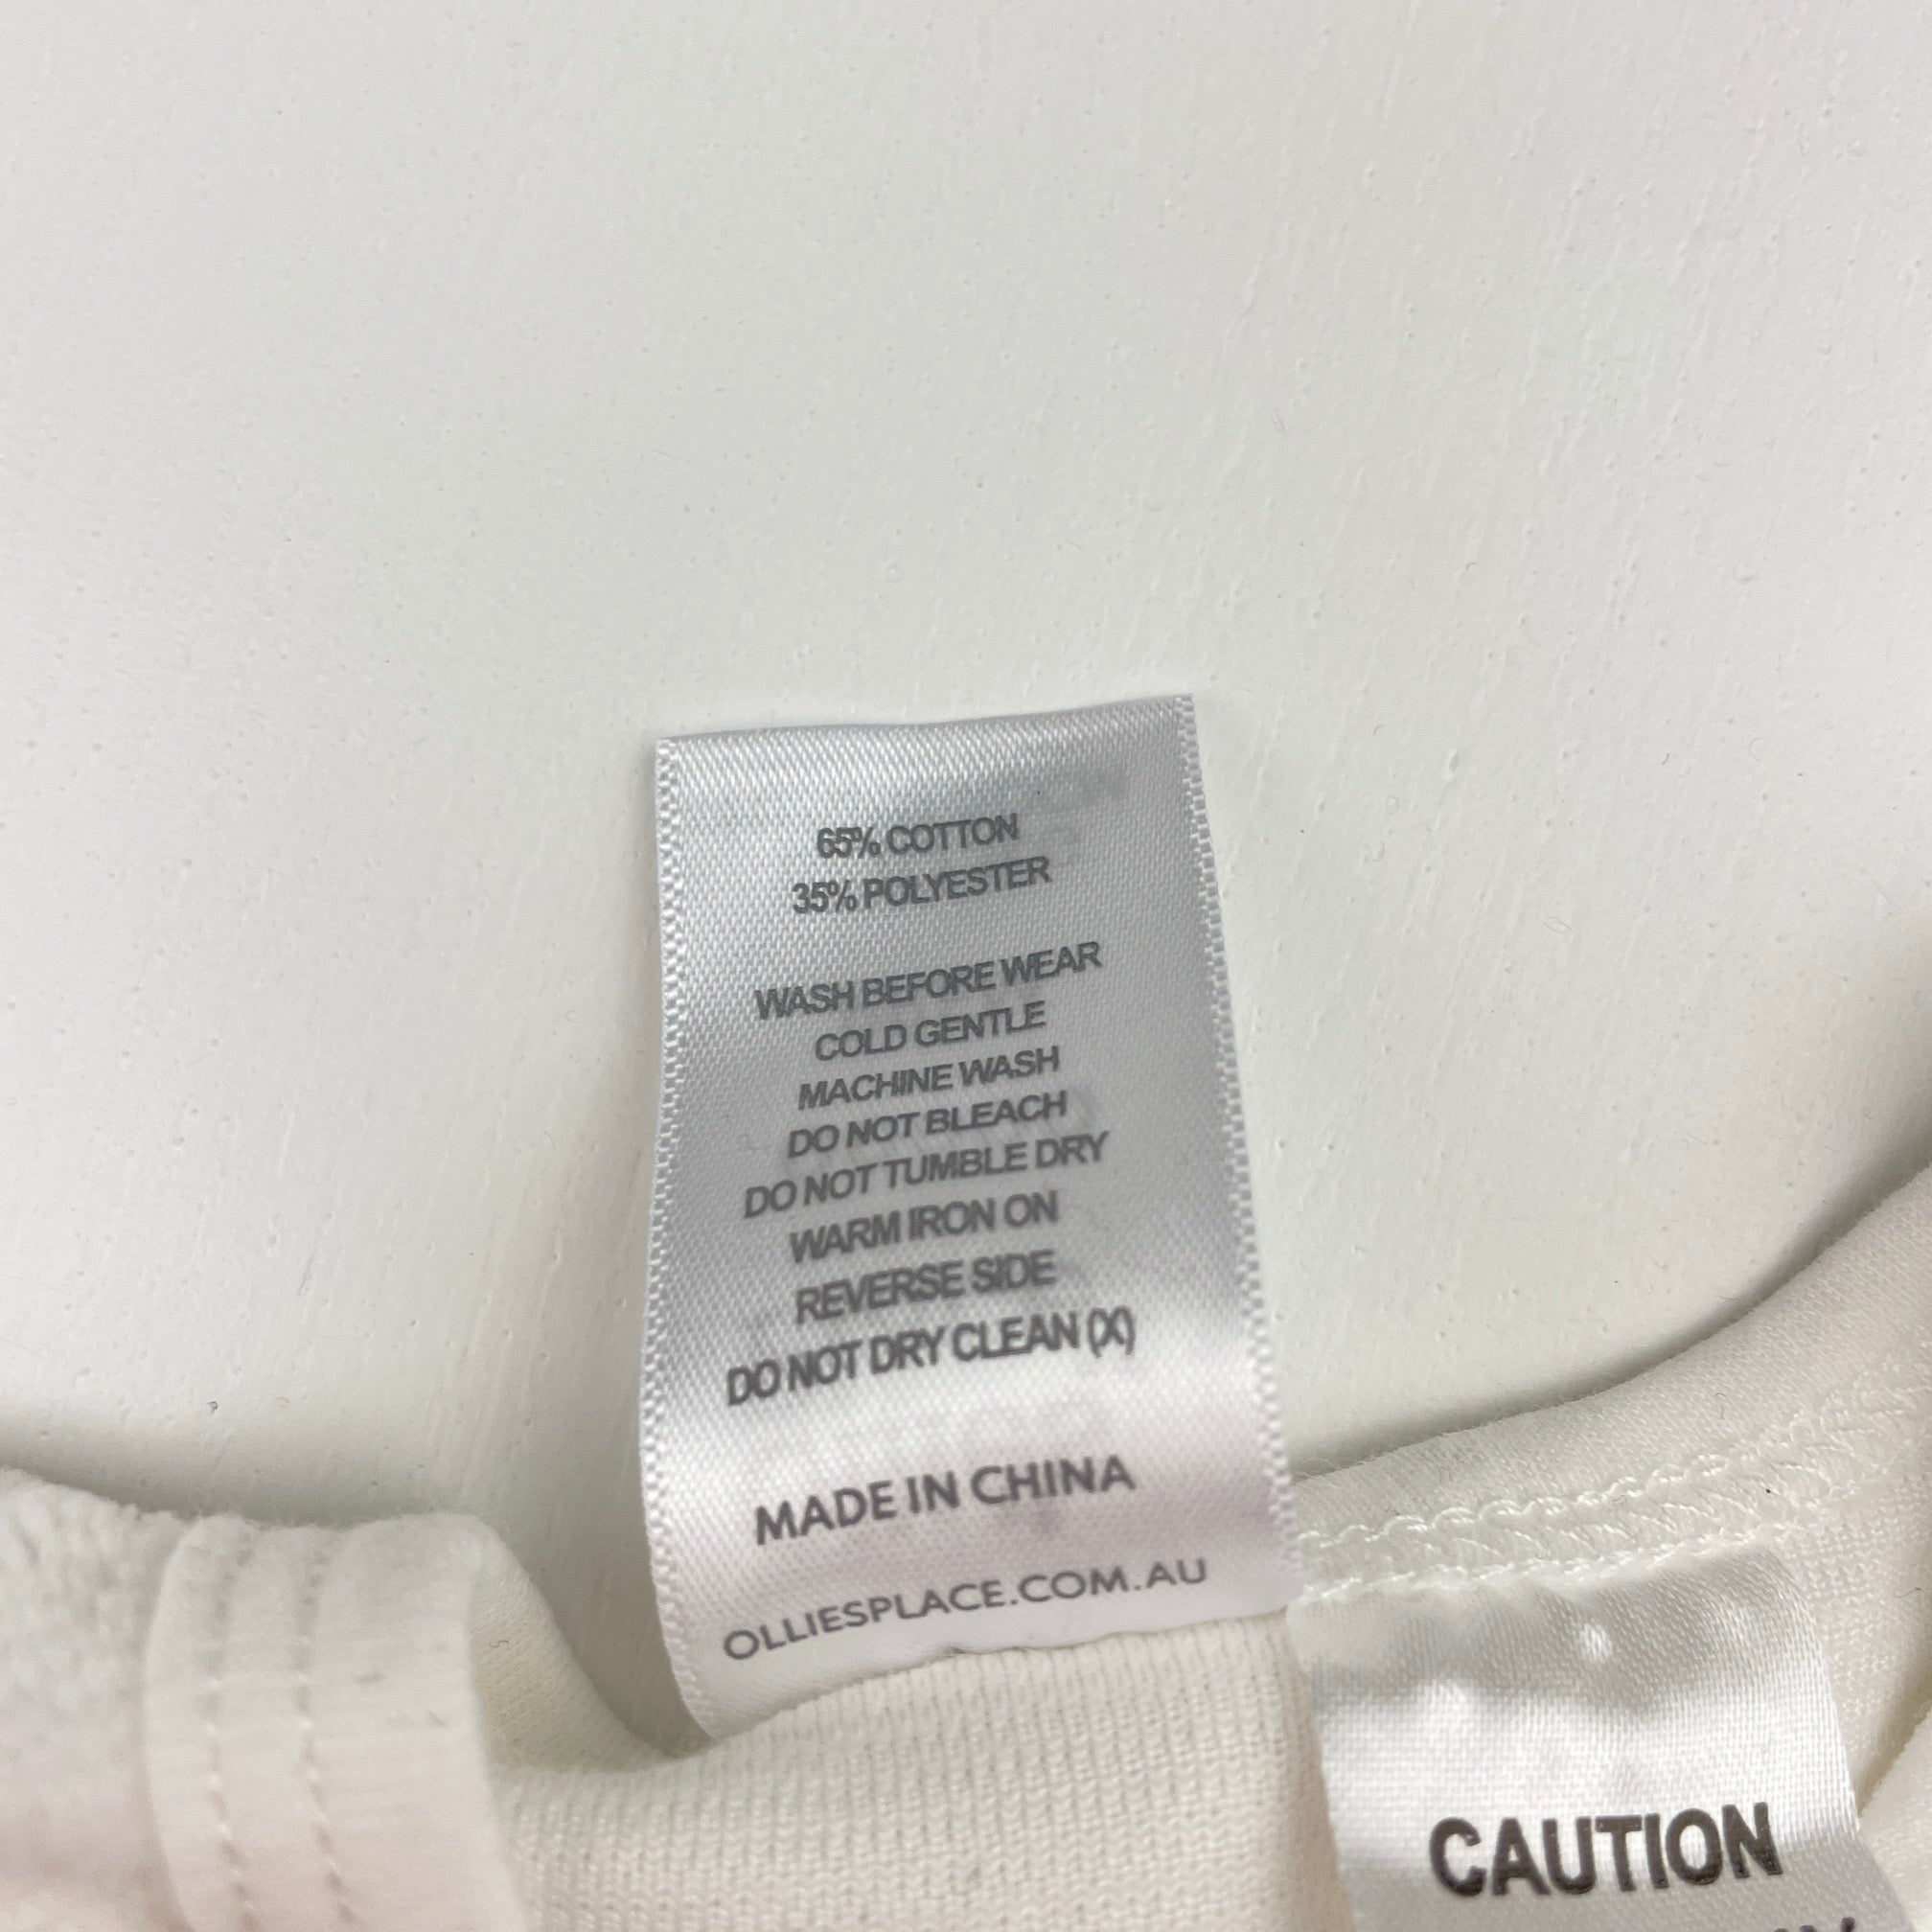 65% COTTON
35% POLYESTER
WASH BEFORE WEAR
COLD GENTLE
MACHINE WASH
DO NOT BLEACH
DO NOT TUMBLE DRY
WARM IRON ON
REVERSE SIDE
DO NOT DRY CLEAN (X)
MADE IN CHINA
OLLIESPLACE.COM.AU
CAUTION